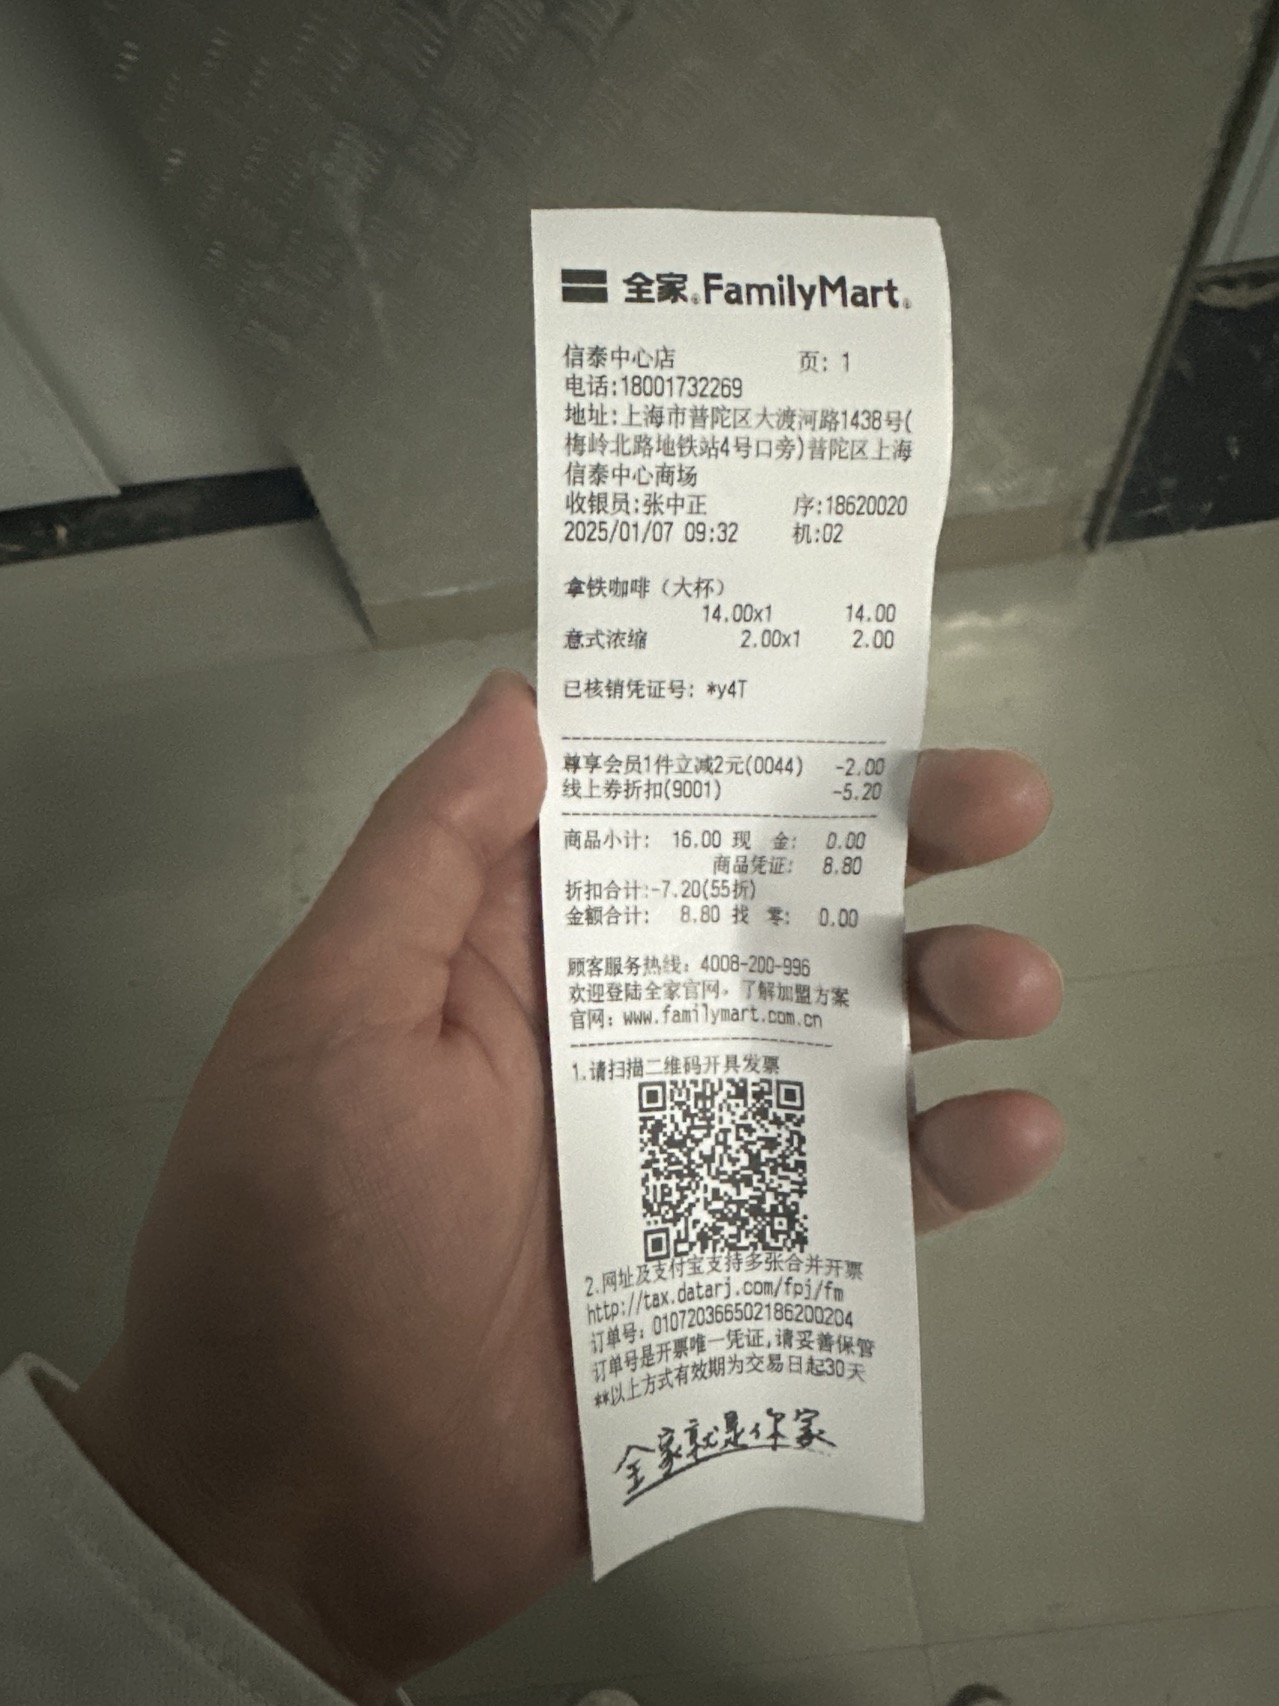 全家 FamilyMart
信泰中心店 页: 1
电话:18001732269
地址:上海市普陀区大渡河路1438号(
梅岭北路地铁站4号口旁)普陀区上海
信泰中心商场
收银员:张中正 序:18620020
2025/01/07 09:32 机:02
拿铁咖啡（大杯）
14.00x1 14.00
意式浓缩 2.00x1 2.00
已核销凭证号: *y4T
尊享会员1件立减2元(0044) -2.00
线上券折扣(9001) -5.20
商品小计: 16.00 现 金: 0.00
商品凭证: 8.80
折扣合计:-7.20(55折)
金额合计: 8.80 找 零: 0.00
顾客服务热线: 4008-200-996
欢迎登陆全家官网，了解加盟方案
官网: www.familymart.com.cn
1.请扫描二维码开具发票
2.网址及支付宝支持多张合并开票
http://tax.datarj.com/fpj/fm
订单号: 010720366502186200204
订单号是开票唯一凭证,请妥善保管
**以上方式有效期为交易日起30天
全家就是你家